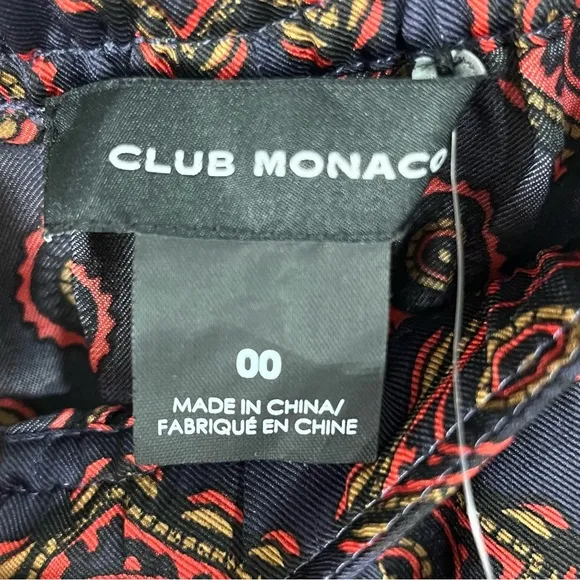 CLUB MONACO
00
MADE IN CHINA/
FABRIQUÉ EN CHINE